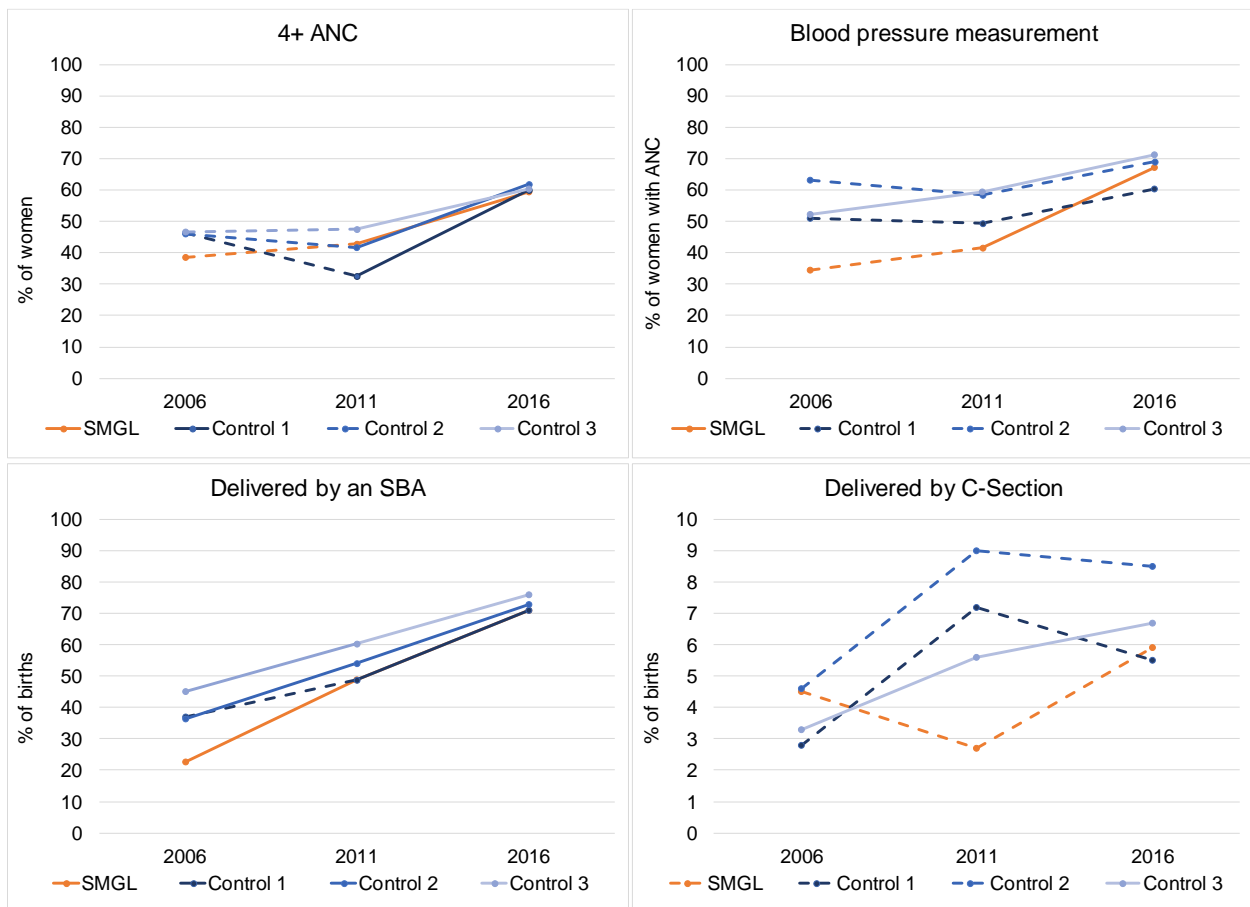 4+ ANC
% of women
100
90
80
70
60
50
40
30
20
10
0
2006 2011 2016
SMGL Control 1 Control 2 Control 3
Blood pressure measurement
% of women with ANC
100
90
80
70
60
50
40
30
20
10
0
2006 2011 2016
SMGL Control 1 Control 2 Control 3
Delivered by an SBA
% of births
100
90
80
70
60
50
40
30
20
10
0
2006 2011 2016
SMGL Control 1 Control 2 Control 3
Delivered by C-Section
% of births
10
9
8
7
6
5
4
3
2
1
0
2006 2011 2016
SMGL Control 1 Control 2 Control 3